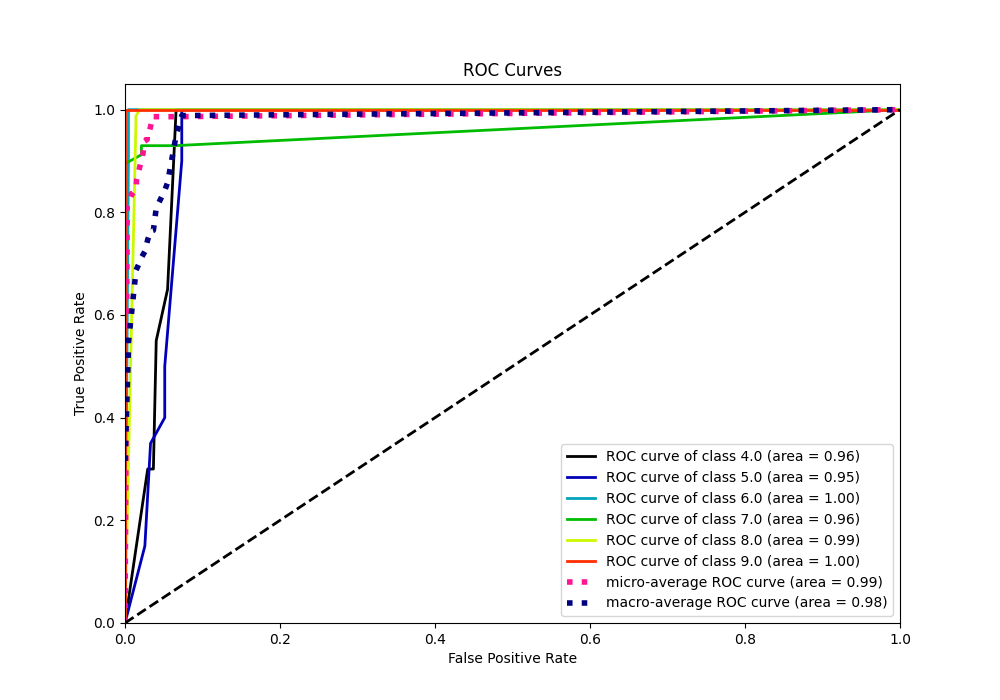 ROC Curves
True Positive Rate
1.0
0.8
0.6
0.4
0.2
0.0
ROC curve of class 4.0 (area = 0.96)
ROC curve of class 5.0 (area = 0.95)
ROC curve of class 6.0 (area = 1.00)
ROC curve of class 7.0 (area = 0.96)
ROC curve of class 8.0 (area = 0.99)
ROC curve of class 9.0 (area = 1.00)
micro-average ROC curve (area = 0.99)
macro-average ROC curve (area = 0.98)
0.0 0.2 0.4 0.6 0.8 1.0
False Positive Rate